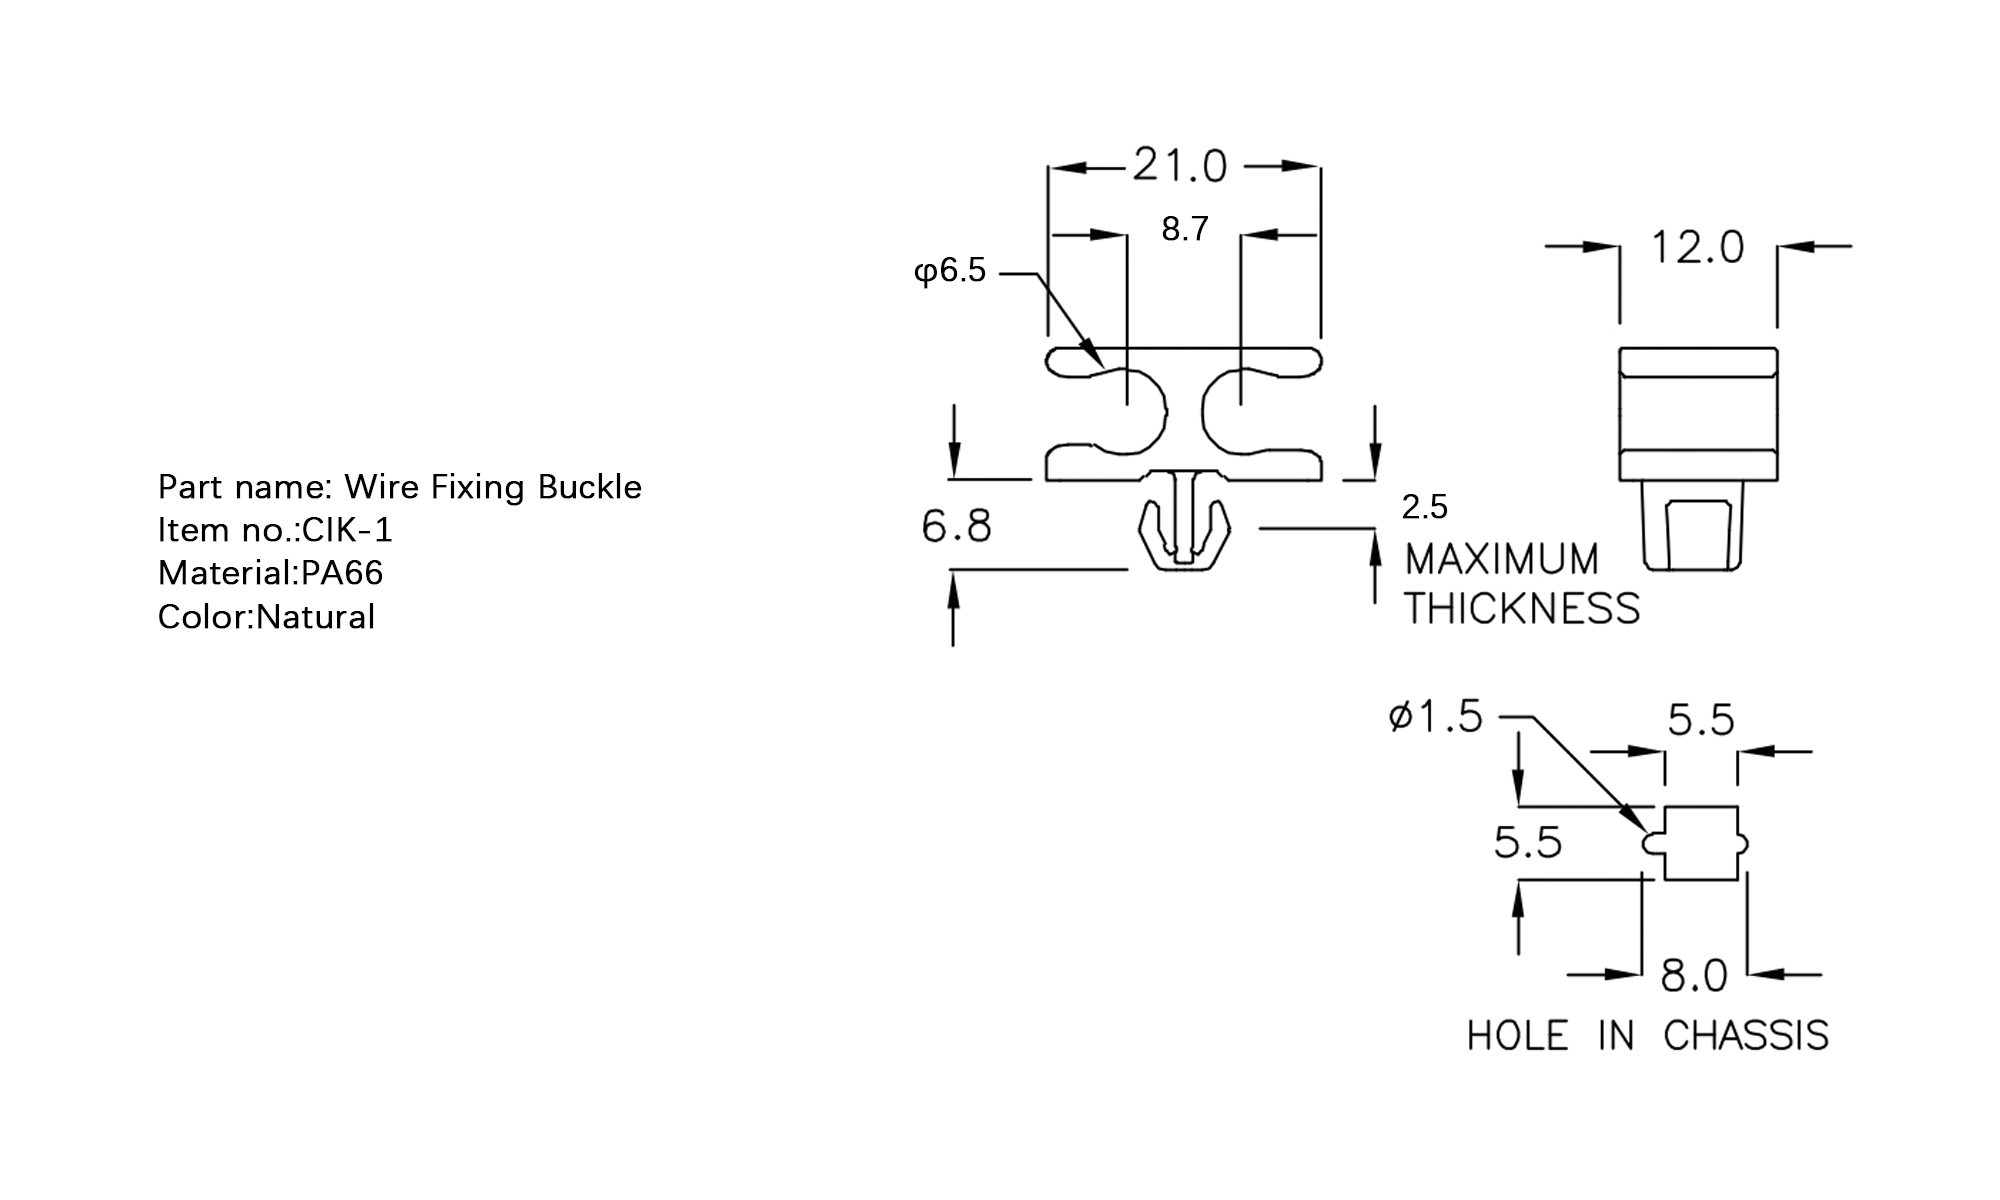 Part name: Wire Fixing Buckle
Item no.:CIK-1
Material:PA66
Color:Natural
21.0
8.7
φ6.5
12.0
6.8
2.5
MAXIMUM
THICKNESS
ø1.5
5.5
5.5
8.0
HOLE IN CHASSIS